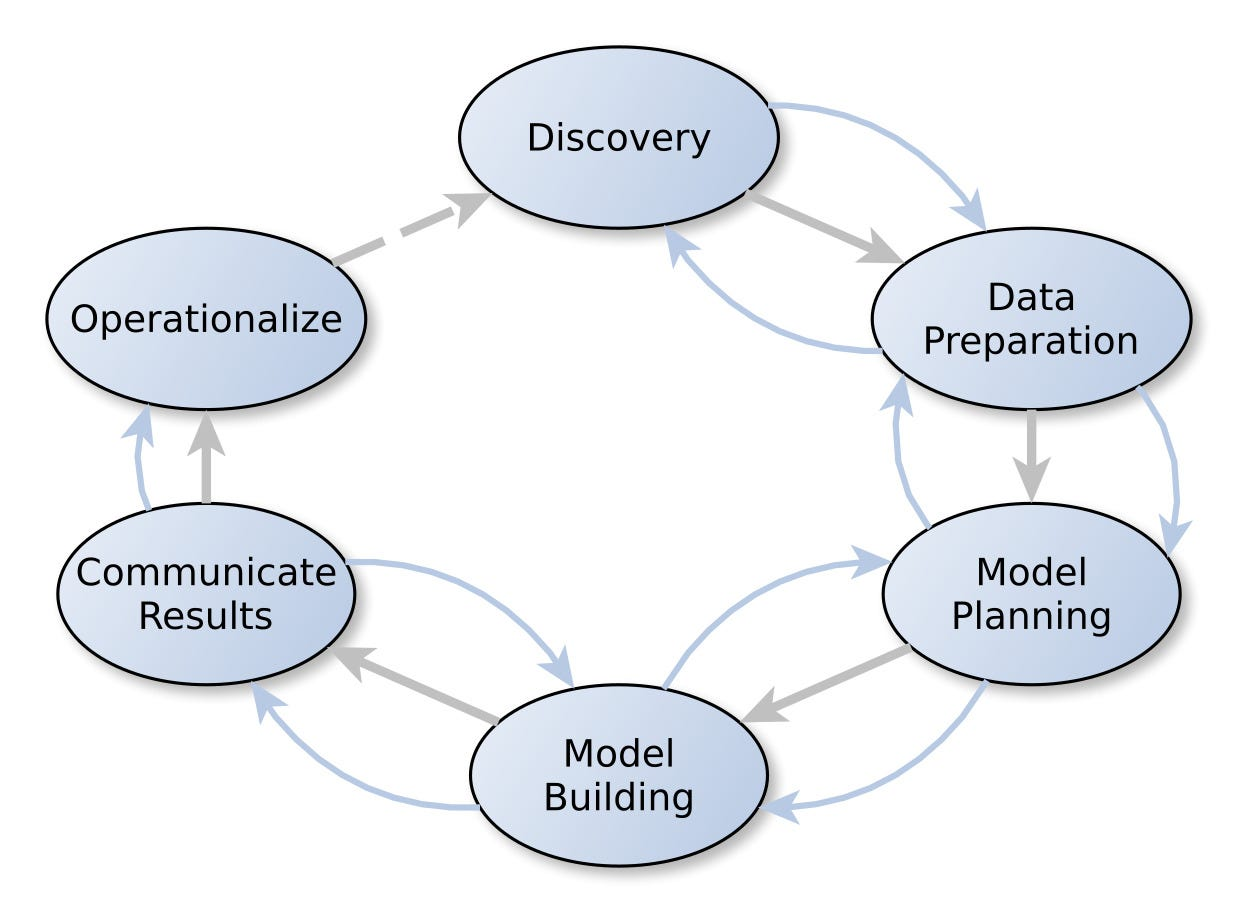 Discovery
Data
Preparation
Model
Planning
Model
Building
Communicate
Results
Operationalize